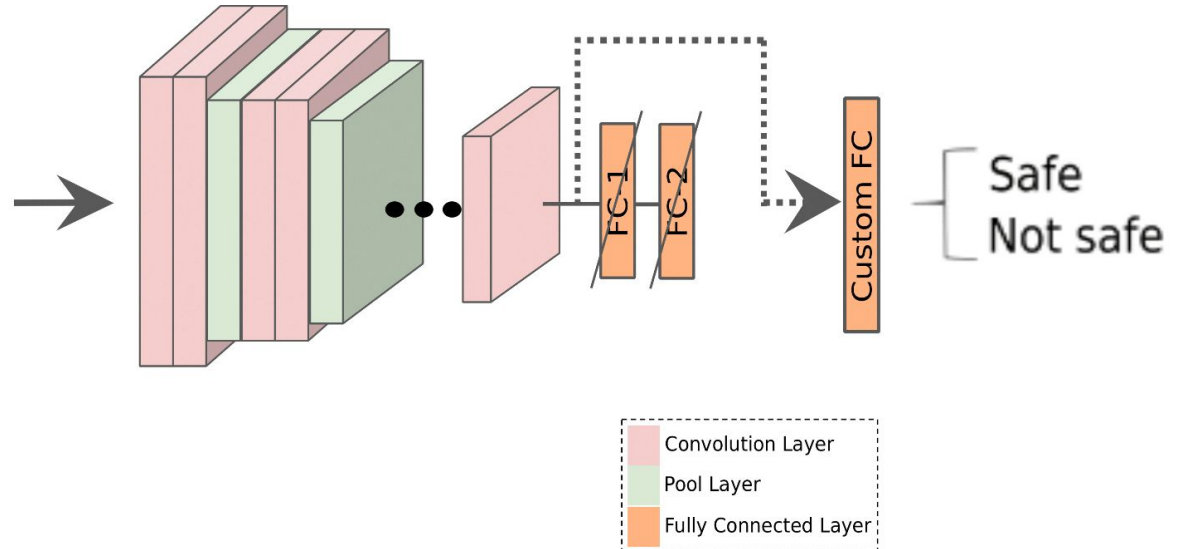 FC-1
FC-2
Custom FC
Safe
Not safe
Convolution Layer
Pool Layer
Fully Connected Layer